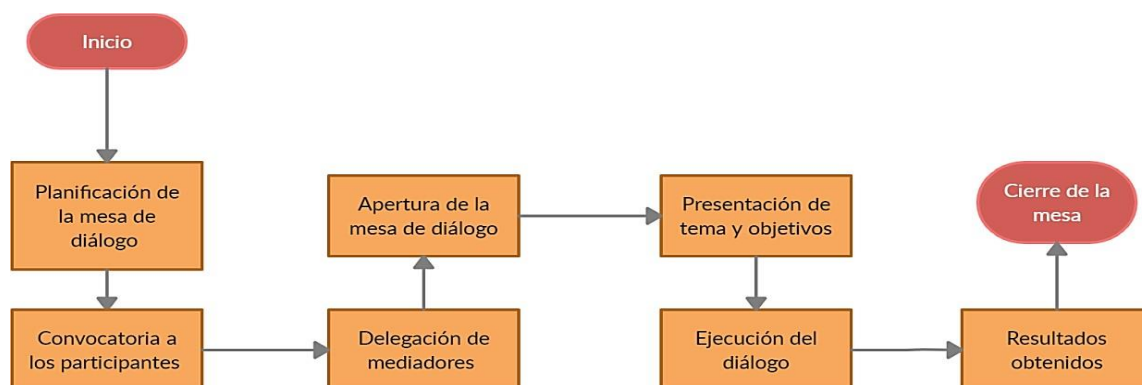 Inicio
Planificación de
la mesa de
diálogo
Convocatoria a
los participantes
Delegación de
mediadores
Apertura de la
mesa de diálogo
Presentación de
tema y objetivos
Ejecución del
diálogo
Resultados
obtenidos
Cierre de la
mesa